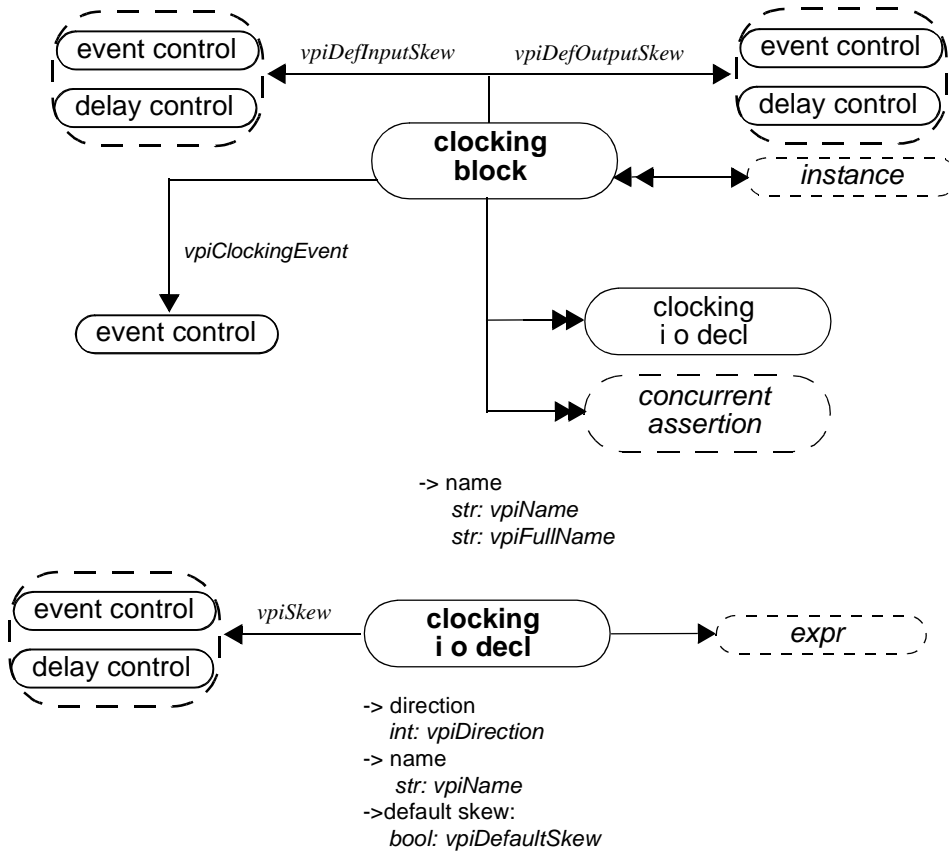 event control
delay control
vpiDefInputSkew
vpiDefOutputSkew
event control
delay control
clocking
block
instance
vpiClockingEvent
event control
clocking
i o decl
concurrent
assertion
-> name
str: vpiName
str: vpiFullName
event control
delay control
vpiSkew
clocking
i o decl
expr
-> direction
int: vpiDirection
-> name
str: vpiName
->default skew:
bool: vpiDefaultSkew